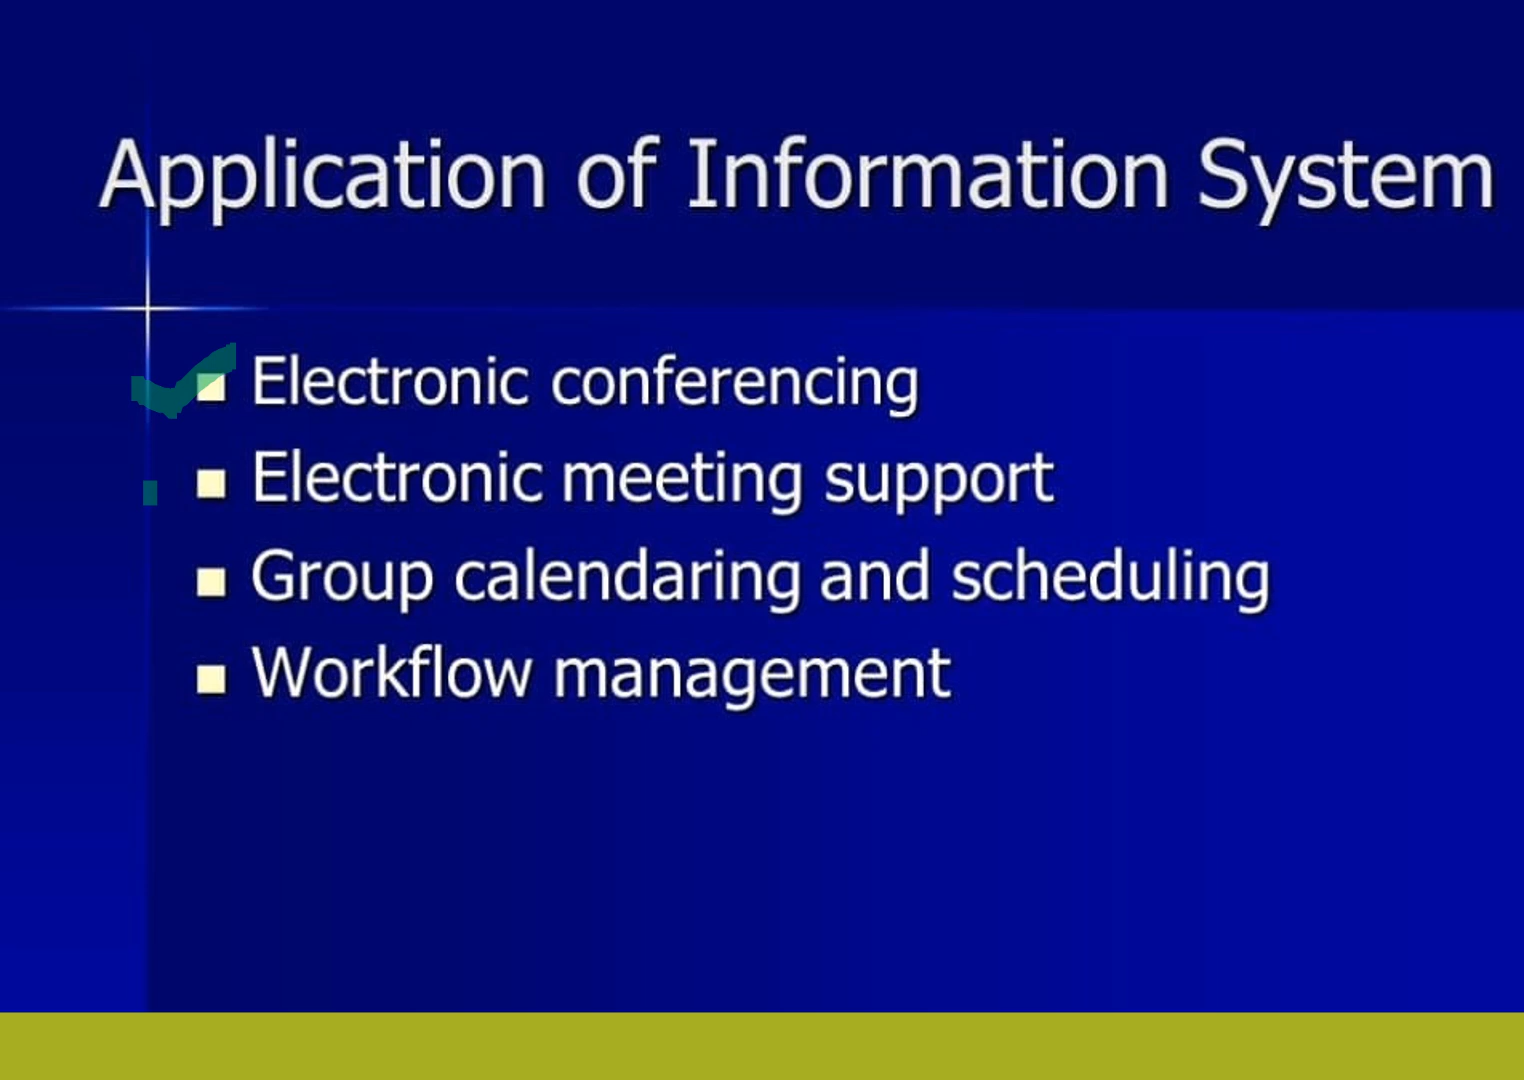 Application of Information System
Electronic conferencing
Electronic meeting support
Group calendaring and scheduling
Workflow management